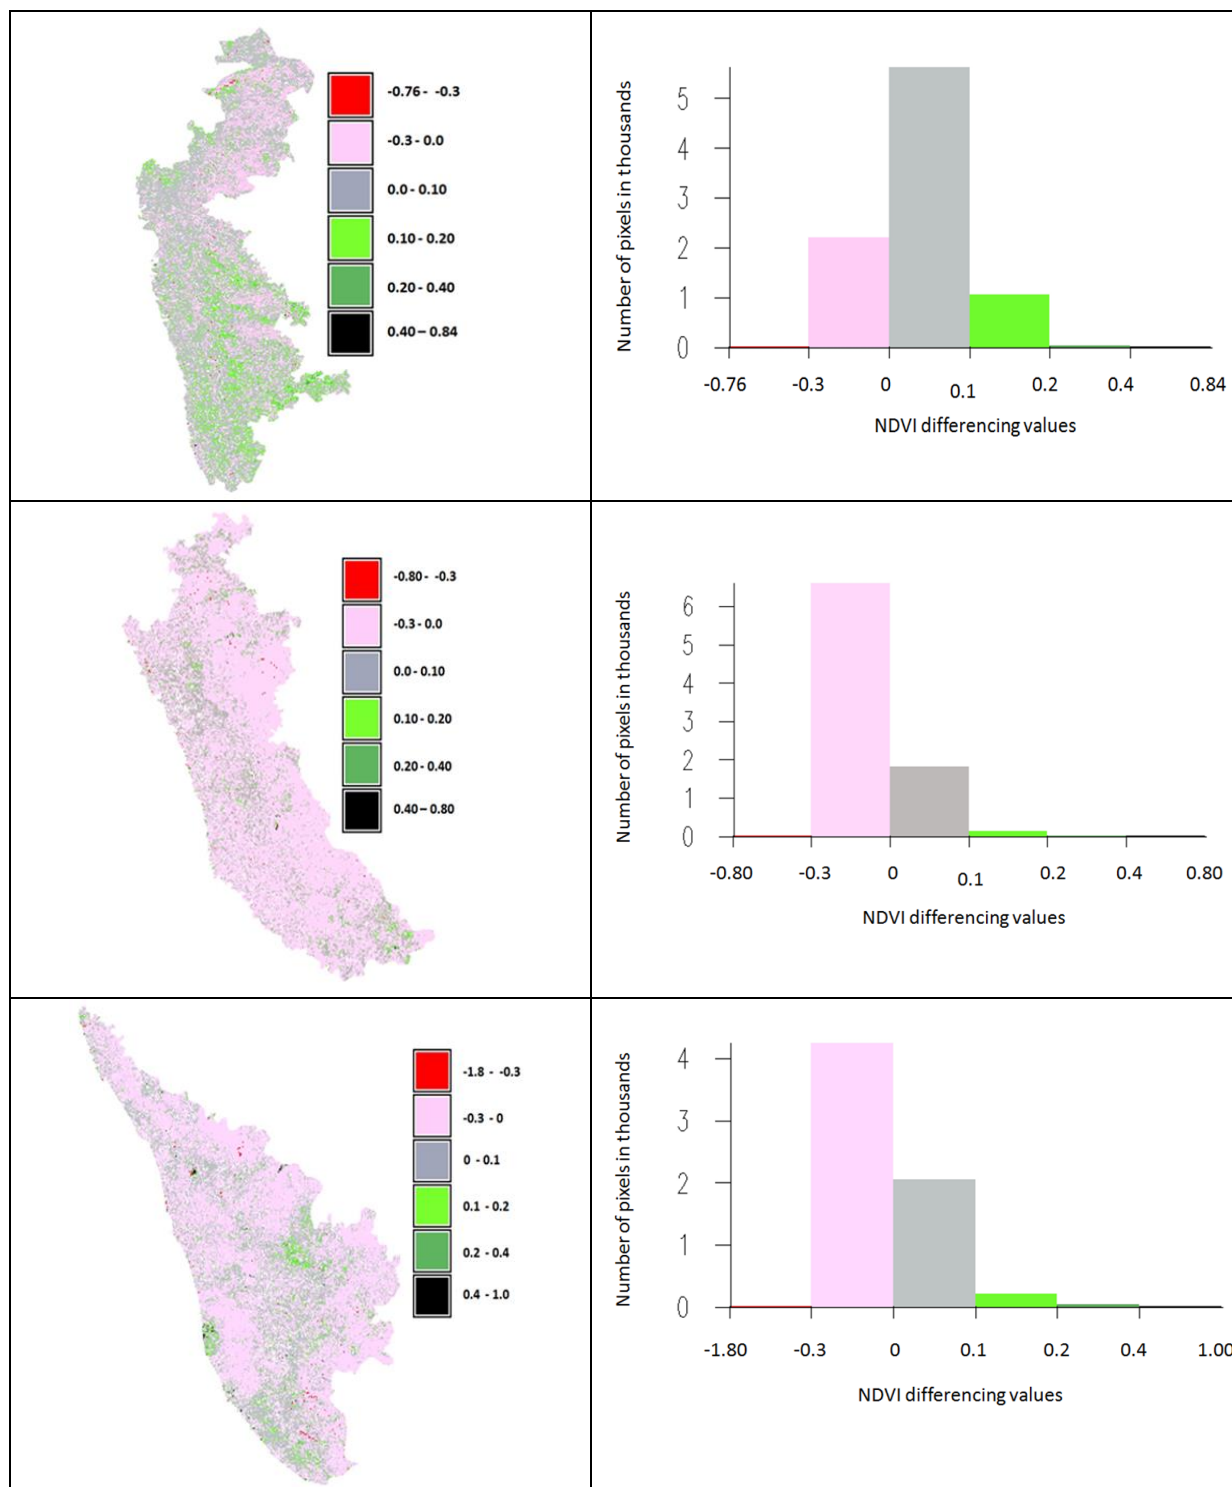 -0.76 - -0.3
-0.3 - 0.0
0.0 - 0.10
0.10 - 0.20
0.20 - 0.40
0.40 – 0.84
Number of pixels in thousands
5
4
3
2
1
0
-0.76 -0.3 0 0.1 0.2 0.4 0.84
NDVI differencing values
-0.80 - -0.3
-0.3 - 0.0
0.0 - 0.10
0.10 - 0.20
0.20 - 0.40
0.40 – 0.80
Number of pixels in thousands
6
5
4
3
2
1
0
-0.80 -0.3 0 0.1 0.2 0.4 0.80
NDVI differencing values
-1.8 - -0.3
-0.3 - 0
0 - 0.1
0.1 - 0.2
0.2 - 0.4
0.4 - 1.0
Number of pixels in thousands
4
3
2
1
0
-1.80 -0.3 0 0.1 0.2 0.4 1.00
NDVI differencing values